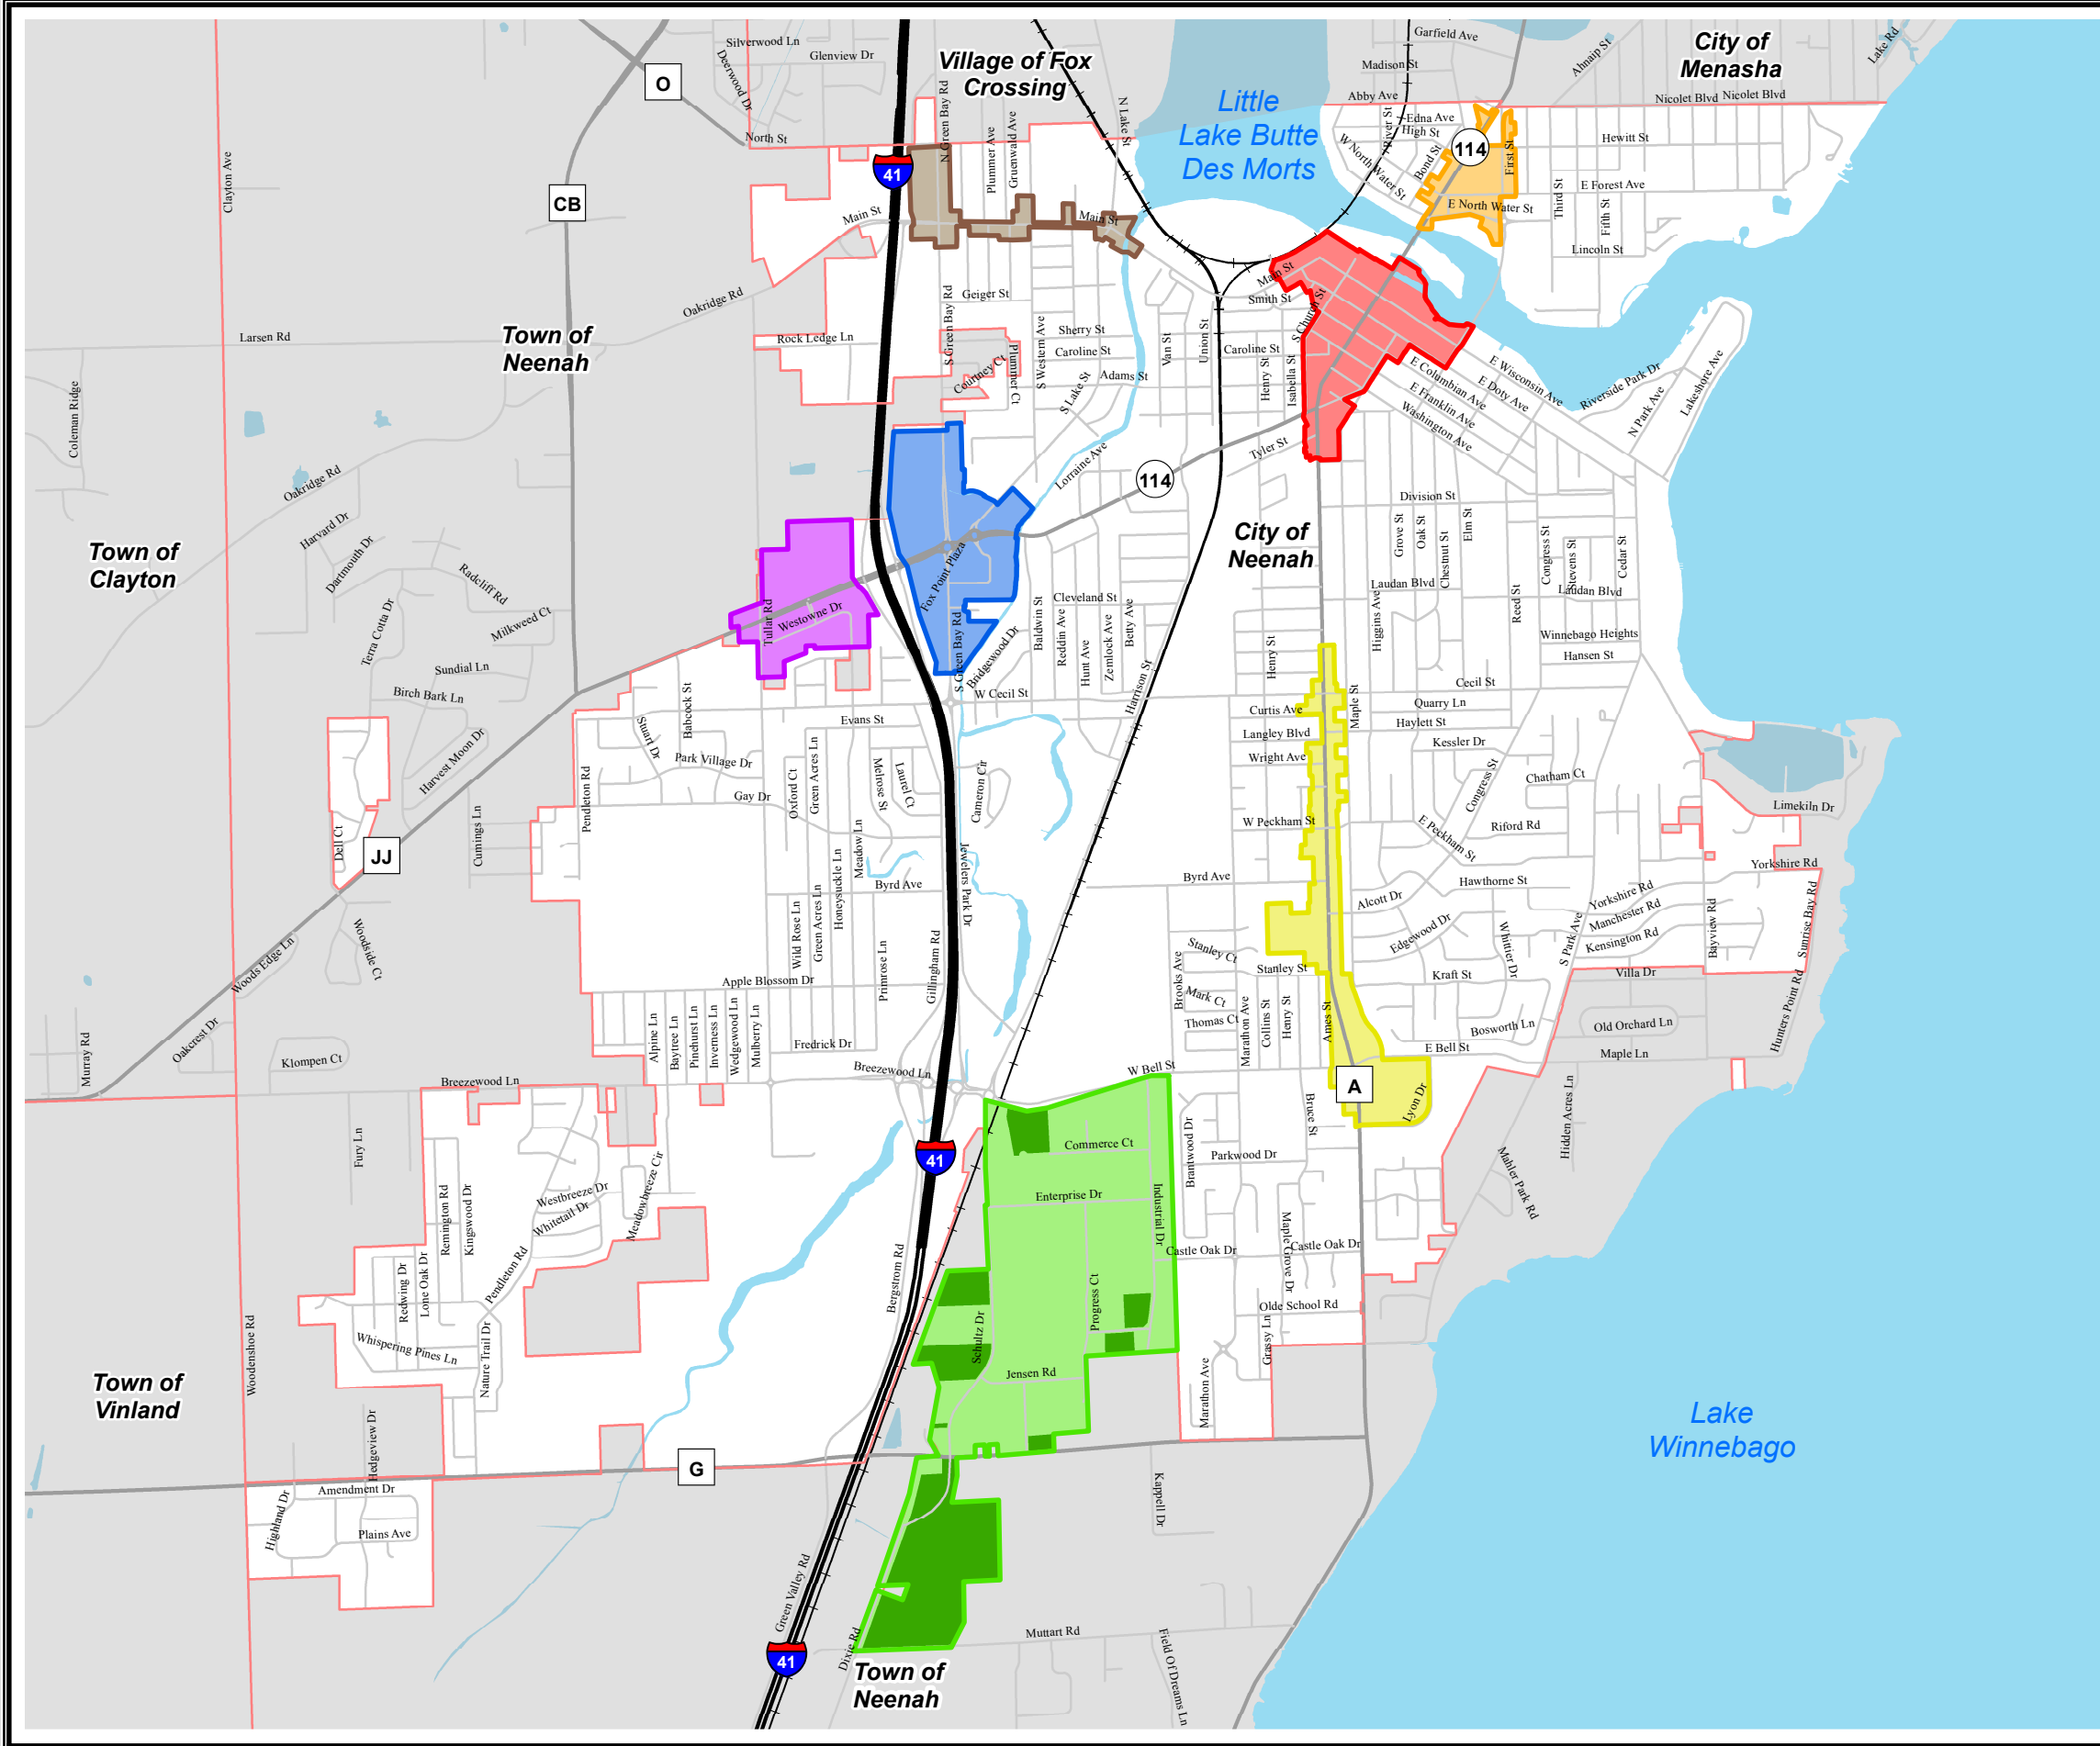 Silverwood Ln
Glenview Dr
Deerwood Dr
O
North St
Village of Fox
Crossing
N Green Bay Rd
Plummer Ave
Gruenwald Ave
N Lake St
Little
Lake Butte
Des Morts
Garfield Ave
Madison St
Abby Ave
Edna Ave
High St
River St
W North Water St
Bond St
114
First St
Ahnaip St
City of
Menasha
Lake Rd
Nicolet Blvd
Nicolet Blvd
Hewitt St
E Forest Ave
Third St
Fifth St
E North Water St
Lincoln St
Clayton Ave
CB
41
Main St
Main St
Main St
Smith St
S Church St
Oakridge Rd
Larsen Rd
Town of
Neenah
Rock Ledge Ln
Geiger St
S Green Bay Rd
Courtney Ct
Plummer Ct
S Western Ave
Sherry St
Caroline St
Adams St
S Lake St
Van St
Union St
Caroline St
Henry St
Isabella St
E Wisconsin Ave
E Doty Ave
E Columbian Ave
E Franklin Ave
Washington Ave
Riverside Park Dr
N Park Ave
Lakeshore Ave
Coleman Ridge
Oakridge Rd
Lorraine Ave
114
Tyler St
Town of
Clayton
Harvard Dr
Dartmouth Dr
Radcliff Rd
Milkweed Ct
Terra Cotta Dr
Sundial Ln
Birch Bark Ln
Harvest Moon Dr
City of
Neenah
Division St
Grove St
Oak St
Chestnut St
Elm St
Congress St
Stevens St
Cedar St
Laudan Blvd
Laudan Blvd
Higgins Ave
Reed St
Winnebago Heights
Hansen St
Fox Point Plaza
Tullar Rd
Westowne Dr
S Green Bay Rd
Bridgewood Dr
Cleveland St
Baldwin St
Reddin Ave
Hunt Ave
Zemlock Ave
Betty Ave
Harrison St
W Cecil St
Cecil St
Henry St
Maple St
Curtis Ave
Langley Blvd
Wright Ave
Quarry Ln
Haylett St
Kessler Dr
Congress St
Chatham Ct
Limekiln Dr
Babcock St
Stuart Dr
Evans St
Park Village Dr
Gay Dr
Pendleton Rd
Oxford Ct
Green Acres Ln
Melrose St
Laurel Ct
Cameron Cir
W Peckham St
E Peckham St
Riford Rd
Yorkshire Rd
Dell Ct
JJ
Cumings Ln
Meadow Ln
Honeysuckle Ln
Byrd Ave
Byrd Ave
Jewelers Park Dr
Hawthorne St
Alcott Dr
Edgewood Dr
Whittier Dr
S Park Ave
Yorkshire Rd
Manchester Rd
Kensington Rd
Bayview Rd
Sunrise Bay Rd
Woodside Ct
Woods Edge Ln
Wild Rose Ln
Green Acres Ln
Primrose Ln
Gillingham Rd
Apple Blossom Dr
Stanley Ct
Stanley St
Brooks Ave
Mark Ct
Thomas Ct
Marathon Ave
Collins St
Henry St
Ames St
Kraft St
Villa Dr
Bosworth Ln
Old Orchard Ln
Maple Ln
Hunters Point Rd
Murray Rd
Oakcrest Dr
Klompen Ct
Alpine Ln
Baytree Ln
Pinehurst Ln
Inverness Ln
Wedgewood Ln
Mulberry Ln
Fredrick Dr
Breezewood Ln
Breezewood Ln
W Bell St
E Bell St
A
Lyon Dr
Hidden Acres Ln
Mahler Park Rd
Fury Ln
Remington Rd
Kingswood Dr
Westbreeze Dr
Whitetail Dr
Meadowbreeze Cir
Pendleton Rd
41
Commerce Ct
Enterprise Dr
Industrial Dr
Brantwood Dr
Bruce St
Parkwood Dr
Castle Oak Dr
Castle Oak Dr
Maple Grove Dr
Olde School Rd
Grassy Ln
Marathon Ave
Progress Ct
Schultz Dr
Jensen Rd
Bergstrom Rd
Town of
Vinland
Woodenshoe Rd
Redwing Dr
Lone Oak Dr
Whispering Pines Ln
Nature Trail Dr
Hedgeview Dr
G
Amendment Dr
Highland Dr
Plains Ave
Lake
Winnebago
Kappell Dr
Green Valley Rd
41
Dixie Rd
Town of
Neenah
Muttart Rd
Field Of Dreams Ln